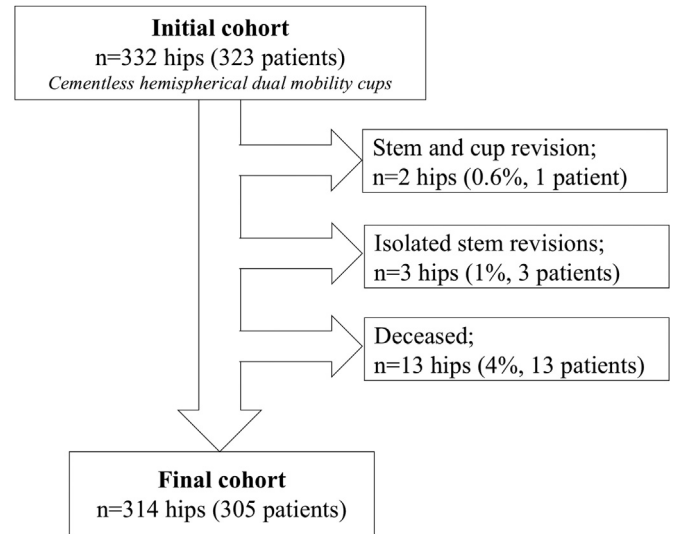 Initial cohort
n=332 hips (323 patients)
Cementless hemispherical dual mobility cups
Stem and cup revision;
n=2 hips (0.6%, 1 patient)
Isolated stem revisions;
n=3 hips (1%, 3 patients)
Deceased;
n=13 hips (4%, 13 patients)
Final cohort
n=314 hips (305 patients)